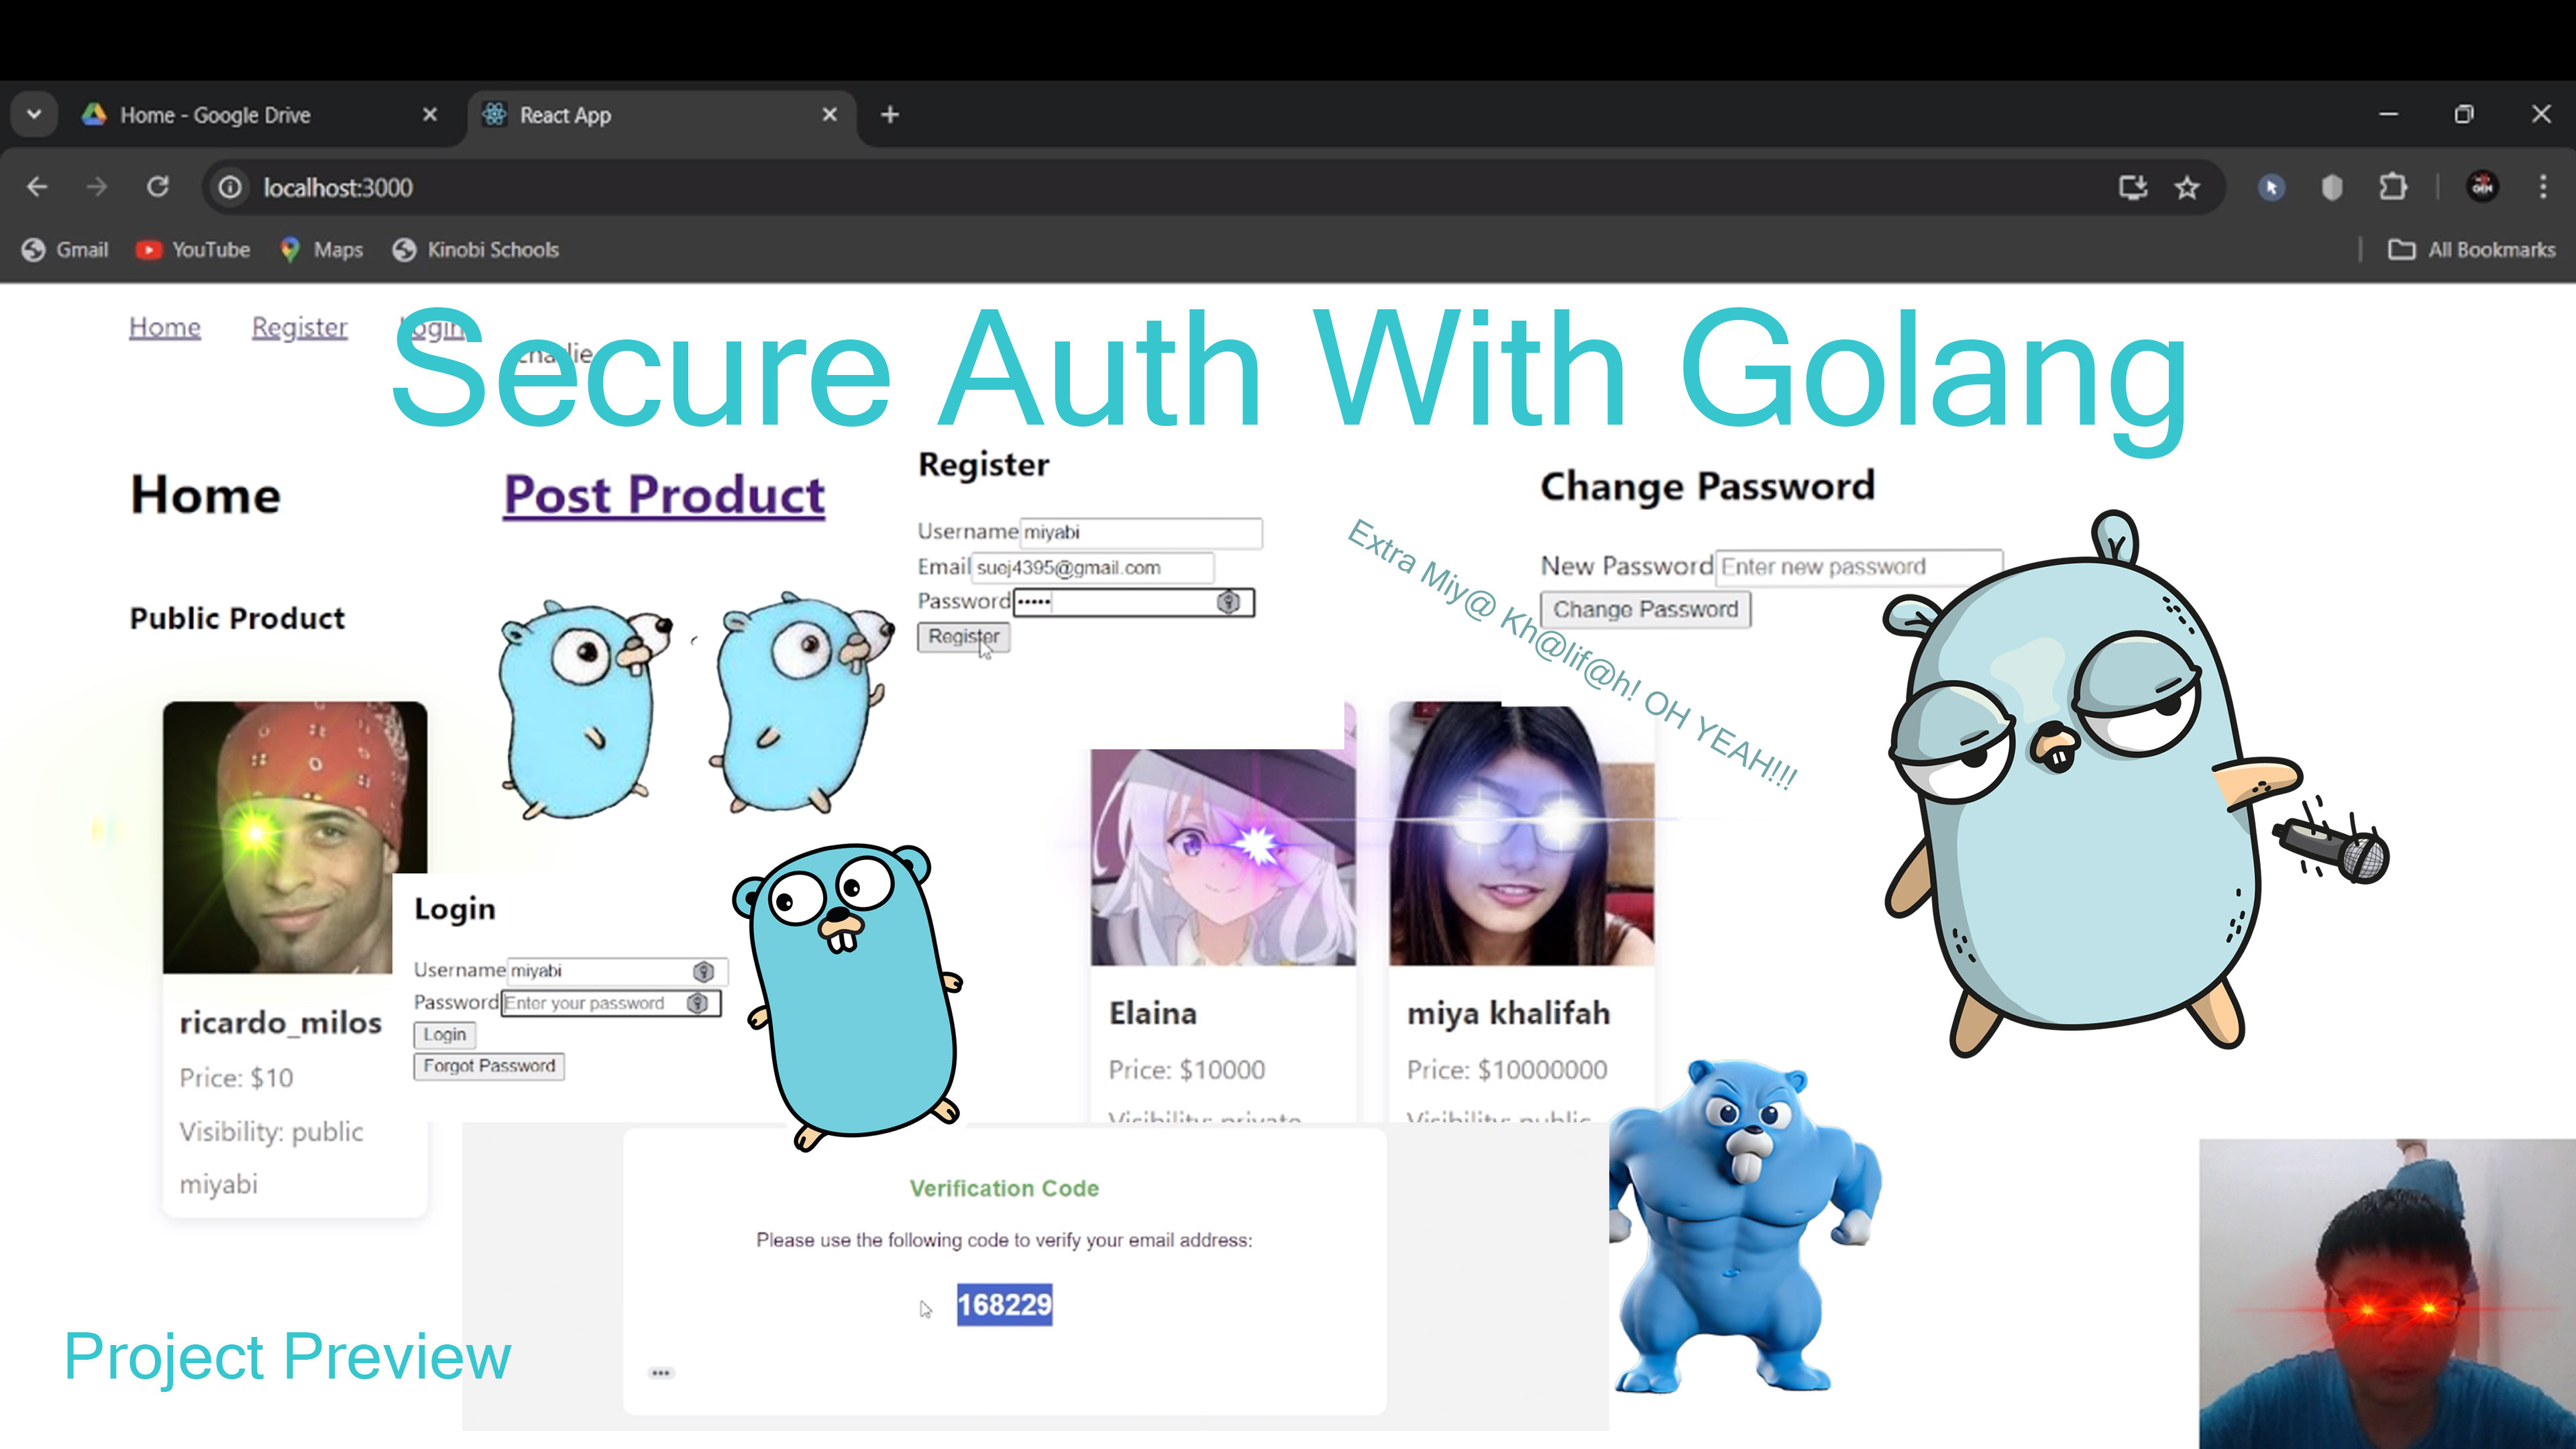 Home - Google Drive
React App
localhost:3000
Gmail
YouTube
Maps
Kinobi Schools
All Bookmarks
Home
Register
Login
Secure Auth With Golang
Home
Post Product
Public Product
Register
Username miyabi
Email suej4395@gmail.com
Password •••••
Register
Extra Miy@ Kh@lif@h! OH YEAH!!!
Change Password
New Password Enter new password
Change Password
ricardo_milos
Price: $10
Visibility: public
miyabi
Login
Username miyabi
Password Enter your password
Login
Forgot Password
Elaina
Price: $10000
Visibility: private
miya khalifah
Price: $10000000
Visibility: public
Verification Code
Please use the following code to verify your email address:
168229
Project Preview